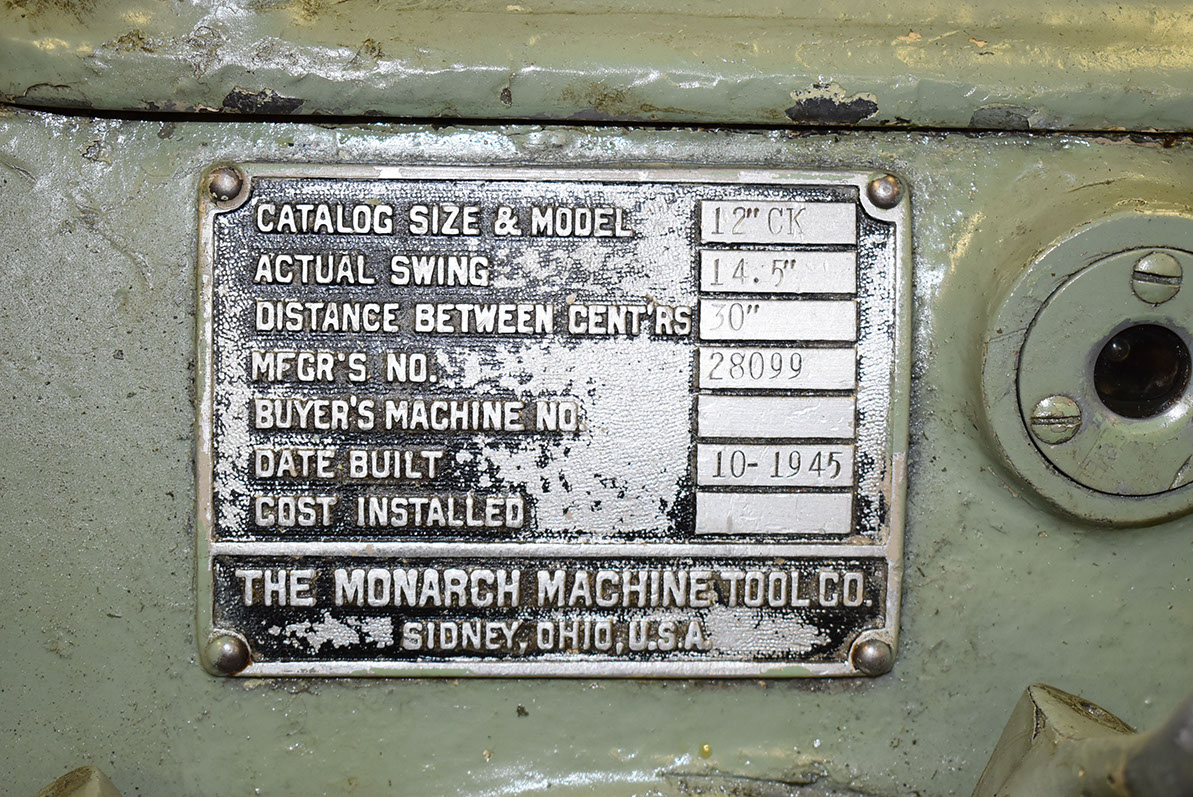 CATALOG SIZE & MODEL 12" CK
ACTUAL SWING 14.5"
DISTANCE BETWEEN CENT'RS 30"
MFGR'S NO. 28099
BUYER'S MACHINE NO.
DATE BUILT 10-1945
COST INSTALLED
THE MONARCH MACHINE TOOL CO.
SIDNEY, OHIO, U.S.A.